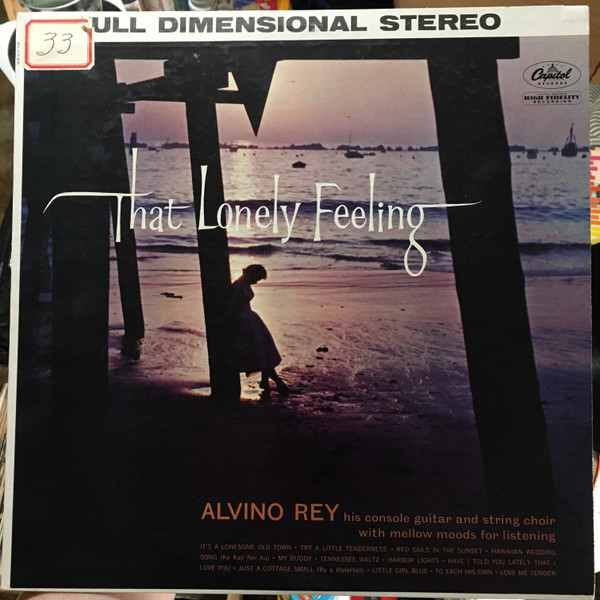 FULL DIMENSIONAL STEREO
33
Capitol
RECORDS
HIGH FIDELITY
RECORDING
That Lonely Feeling
ALVINO REY his console guitar and string choir
with mellow moods for listening
IT'S A LONESOME OLD TOWN • TRY A LITTLE TENDERNESS • RED SAILS IN THE SUNSET • HAWAIIAN WEDDING
SONG (Ke Kali Nei Au) • MY BUDDY • TENNESSEE WALTZ • HARBOR LIGHTS • HAVE I TOLD YOU LATELY THAT I
LOVE YOU • JUST A COTTAGE SMALL (By a Waterfall) • LITTLE GIRL BLUE • TO EACH HIS OWN • LOVE ME TENDER